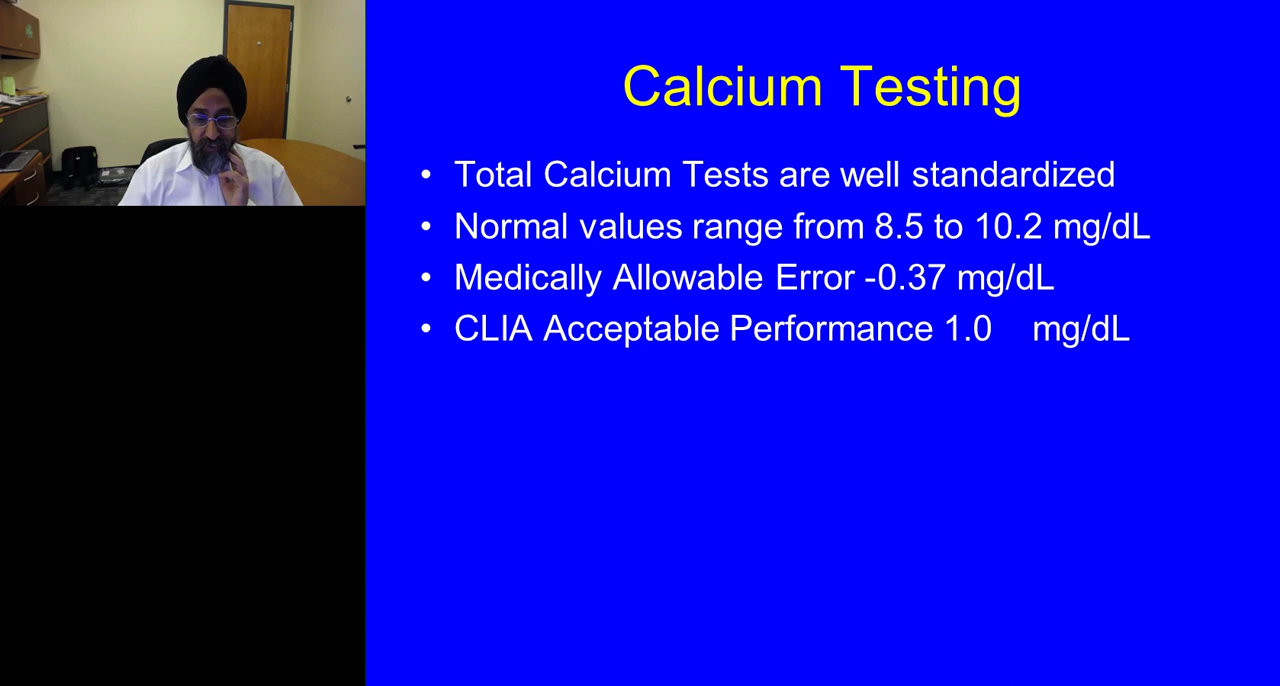 Calcium Testing
• Total Calcium Tests are well standardized
• Normal values range from 8.5 to 10.2 mg/dL
• Medically Allowable Error -0.37 mg/dL
• CLIA Acceptable Performance 1.0 mg/dL